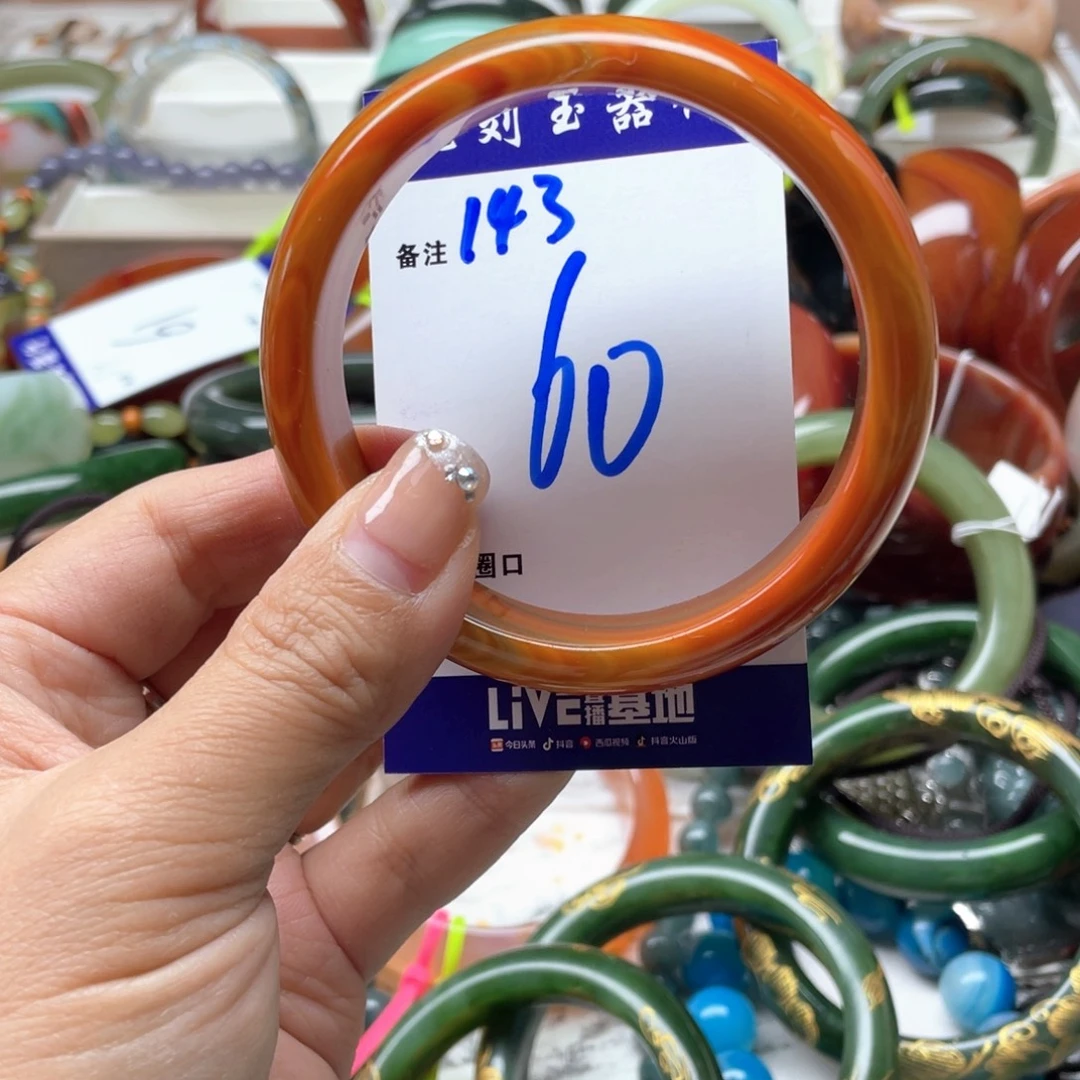 刘玉器
备注 143
60
圈口
LiVE直播基地
今日头条 抖音 西瓜视频 抖音火山版